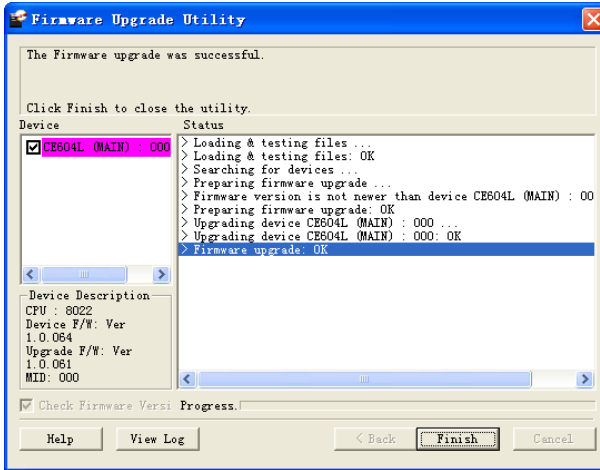 Firmware Upgrade Utility
The Firmware upgrade was successful.
Click Finish to close the utility.
Device
Status
CE604L (MAIN) : 000
> Loading & testing files ...
> Loading & testing files: OK
> Searching for devices ...
> Preparing firmware upgrade ...
> Firmware version is not newer than device CE604L (MAIN) : 00
> Preparing firmware upgrade: OK
> Upgrading device CE604L (MAIN) : 000 ...
> Upgrading device CE604L (MAIN) : 000: OK
> Firmware upgrade: OK
Device Description
CPU : 8022
Device F/W: Ver
1.0.064
Upgrade F/W: Ver
1.0.061
MID: 000
Check Firmware Versi Progress.
Help View Log < Back Finish Cancel